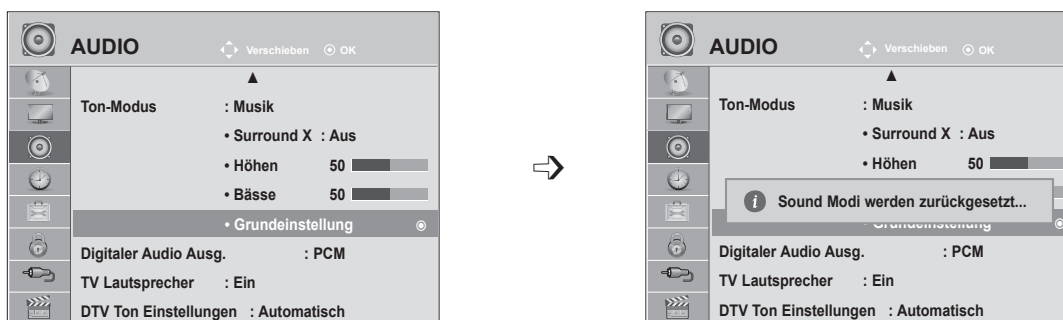 AUDIO
Verschieben OK
Ton-Modus : Musik
• Surround X : Aus
• Höhen 50
• Bässe 50
• Grundeinstellung
Digitaler Audio Ausg. : PCM
TV Lautsprecher : Ein
DTV Ton Einstellungen : Automatisch
AUDIO
Verschieben OK
Ton-Modus : Musik
• Surround X : Aus
• Höhen 50
i Sound Modi werden zurückgesetzt...
• Grundeinstellung
Digitaler Audio Ausg. : PCM
TV Lautsprecher : Ein
DTV Ton Einstellungen : Automatisch